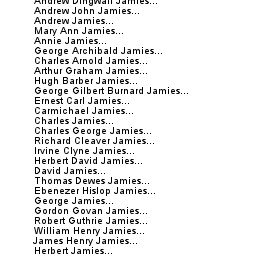 Andrew Dingwall Jamies...
Andrew John Jamies...
Andrew Jamies...
Mary Ann Jamies...
Annie Jamies...
George Archibald Jamies...
Charles Arnold Jamies...
Arthur Graham Jamies...
Hugh Barber Jamies...
George Gilbert Burnard Jamies...
Ernest Carl Jamies...
Carmichael Jamies...
Charles Jamies...
Charles George Jamies...
Richard Cleaver Jamies...
Irvine Clyne Jamies...
Herbert David Jamies...
David Jamies...
Thomas Dewes Jamies...
Ebenezer Hislop Jamies...
George Jamies...
Gordon Govan Jamies...
Robert Guthrie Jamies...
William Henry Jamies...
James Henry Jamies...
Herbert Jamies...